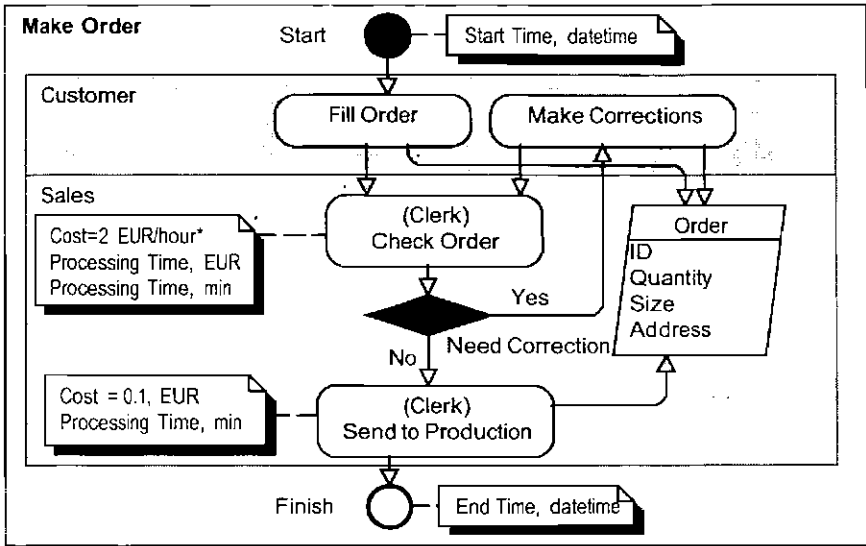 Make Order
Start
Start Time, datetime
Customer
Fill Order
Make Corrections
Sales
Cost=2 EUR/hour*
Processing Time, EUR
Processing Time, min
(Clerk)
Check Order
Order
ID
Quantity
Size
Address
Yes
Need Correction
No
Cost = 0.1, EUR
Processing Time, min
(Clerk)
Send to Production
Finish
End Time, datetime